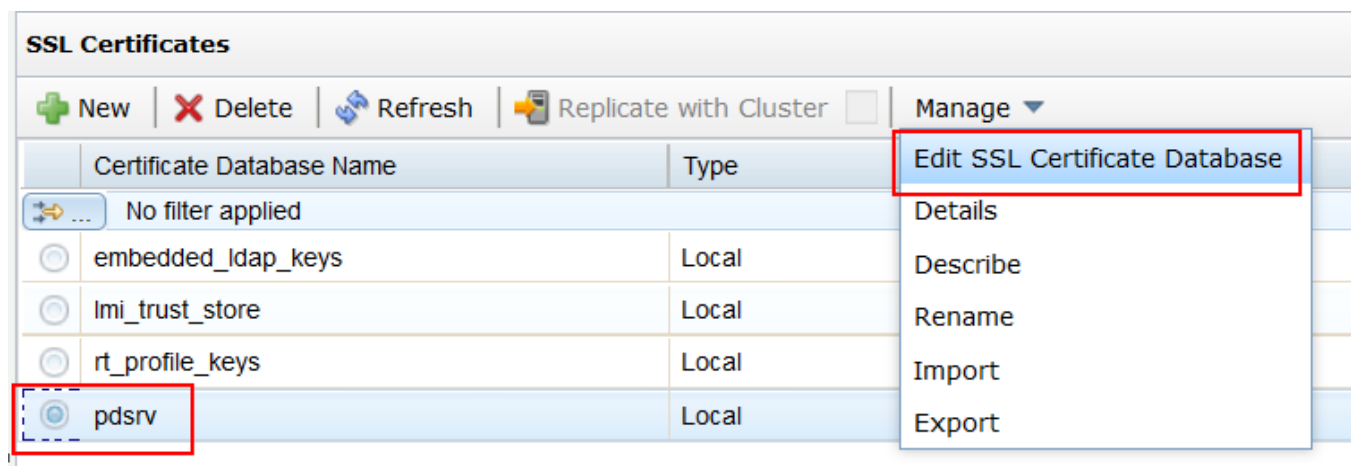 SSL Certificates
New Delete Refresh Replicate with Cluster Manage
Certificate Database Name Type
... No filter applied
embedded_ldap_keys Local
lmi_trust_store Local
rt_profile_keys Local
pdsrv Local
Edit SSL Certificate Database
Details
Describe
Rename
Import
Export